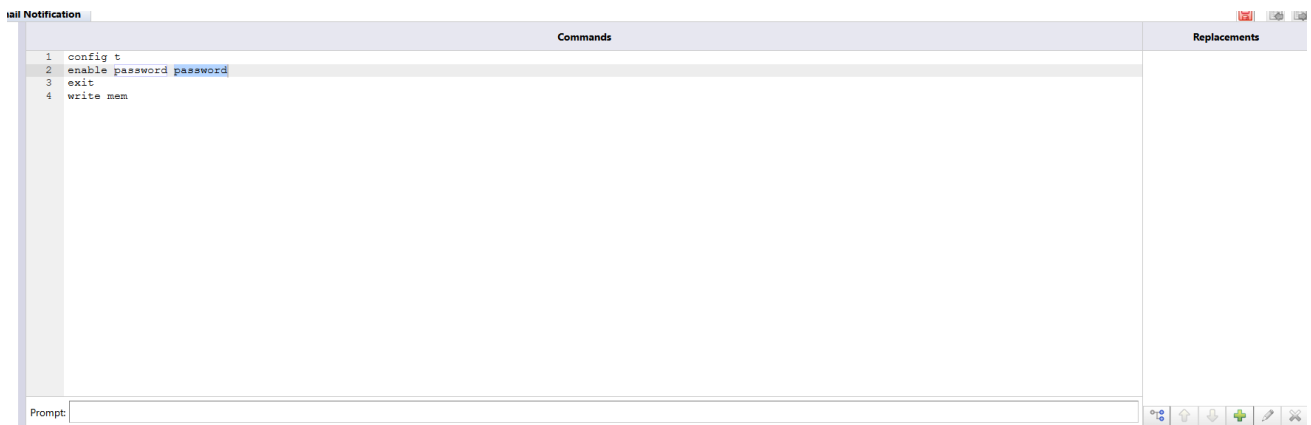 ail Notification
Commands
Replacements
1 config t
2 enable password password
3 exit
4 write mem
Prompt: